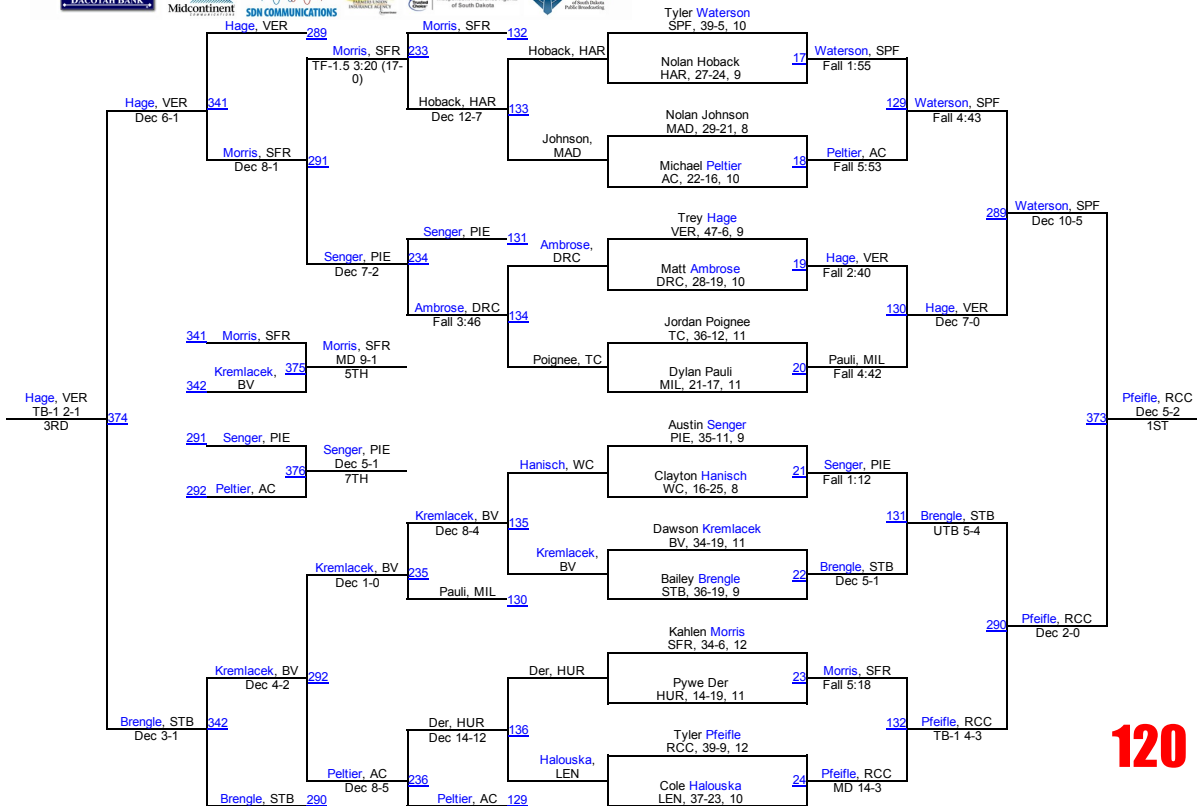 DACOTAH BANK
Midcontinent
COMMUNICATIONS
SDN COMMUNICATIONS
INSURANCE AGENCY
Trusted
Choice
of South Dakota
of South Dakota
Public Broadcasting
Tyler Waterson
SPF, 39-5, 10
Nolan Hoback
HAR, 27-24, 9
17
Waterson, SPF
Fall 1:55
Nolan Johnson
MAD, 29-21, 8
Michael Peltier
AC, 22-16, 10
18
Peltier, AC
Fall 5:53
129
Waterson, SPF
Fall 4:43
Trey Hage
VER, 47-6, 9
Matt Ambrose
DRC, 28-19, 10
19
Hage, VER
Fall 2:40
Jordan Poignee
TC, 36-12, 11
Dylan Pauli
MIL, 21-17, 11
20
Pauli, MIL
Fall 4:42
130
Hage, VER
Dec 7-0
289
Waterson, SPF
Dec 10-5
Austin Senger
PIE, 35-11, 9
Clayton Hanisch
WC, 16-25, 8
21
Senger, PIE
Fall 1:12
Dawson Kremlacek
BV, 34-19, 11
Bailey Brengle
STB, 36-19, 9
22
Brengle, STB
Dec 5-1
131
Brengle, STB
UTB 5-4
Kahlen Morris
SFR, 34-6, 12
Pywe Der
HUR, 14-19, 11
23
Morris, SFR
Fall 5:18
Tyler Pfeifle
RCC, 39-9, 12
Cole Halouska
LEN, 37-23, 10
24
Pfeifle, RCC
MD 14-3
132
Pfeifle, RCC
TB-1 4-3
290
Pfeifle, RCC
Dec 2-0
373
Pfeifle, RCC
Dec 5-2
1ST
Hoback, HAR
Johnson,
MAD
133
Hoback, HAR
Dec 12-7
Morris, SFR
132
233
Morris, SFR
TF-1.5 3:20 (17-
0)
Ambrose,
DRC
Poignee, TC
134
Ambrose, DRC
Fall 3:46
Senger, PIE
131
234
Senger, PIE
Dec 7-2
291
Morris, SFR
Dec 8-1
Hage, VER
289
341
Hage, VER
Dec 6-1
341
Morris, SFR
342
Kremlacek,
BV
375
Morris, SFR
MD 9-1
5TH
374
Hage, VER
TB-1 2-1
3RD
291
Senger, PIE
292
Peltier, AC
376
Senger, PIE
Dec 5-1
7TH
Hanisch, WC
Kremlacek,
BV
135
Kremlacek, BV
Dec 8-4
Pauli, MIL
130
235
Kremlacek, BV
Dec 1-0
Der, HUR
Halouska,
LEN
136
Der, HUR
Dec 14-12
Peltier, AC
129
236
Peltier, AC
Dec 8-5
292
Kremlacek, BV
Dec 4-2
Brengle, STB
290
342
Brengle, STB
Dec 3-1
120